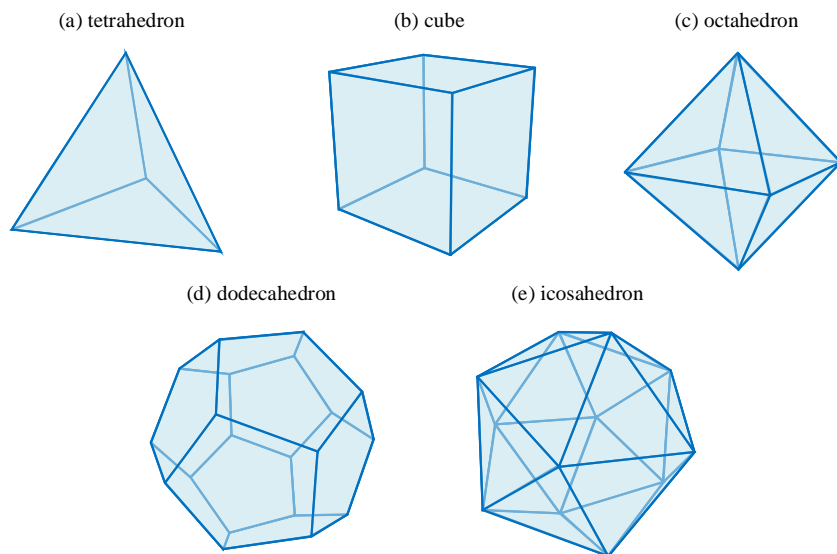 (a) tetrahedron
(b) cube
(c) octahedron
(d) dodecahedron
(e) icosahedron